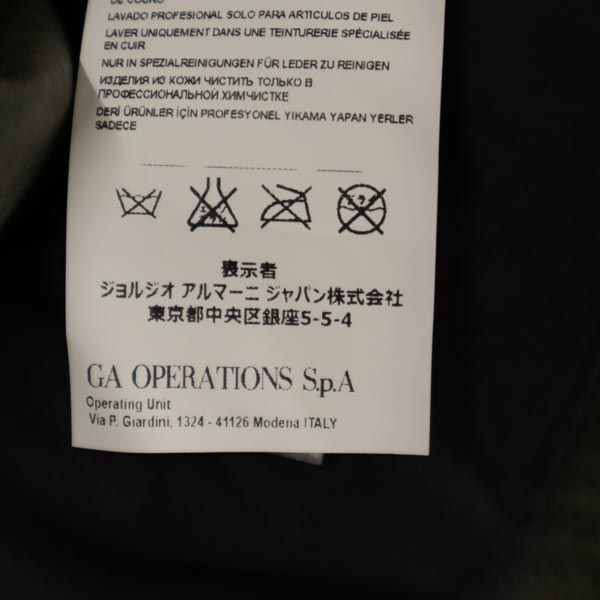 DE COURO
LAVADO PROFESIONAL SOLO PARA ARTICULOS DE PIEL
LAVER UNIQUEMENT DANS UNE TEINTURERIE SPÉCIALISÉE
EN CUIR
NUR IN SPEZIALREINIGUNGEN FÜR LEDER ZU REINIGEN
ИЗДЕЛИЯ ИЗ КОЖИ ЧИСТИТЬ ТОЛЬКО В
ПРОФЕССИОНАЛЬНОЙ ХИМЧИСТКЕ
DERİ ÜRÜNLER İÇİN PROFESYONEL YIKAMA YAPAN YERLER
SADECE
表示者
ジョルジオ アルマーニ ジャパン株式会社
東京都中央区銀座5-5-4
GA OPERATIONS S.p.A
Operating Unit
Via P. Giardini, 1324 - 41126 Modena ITALY